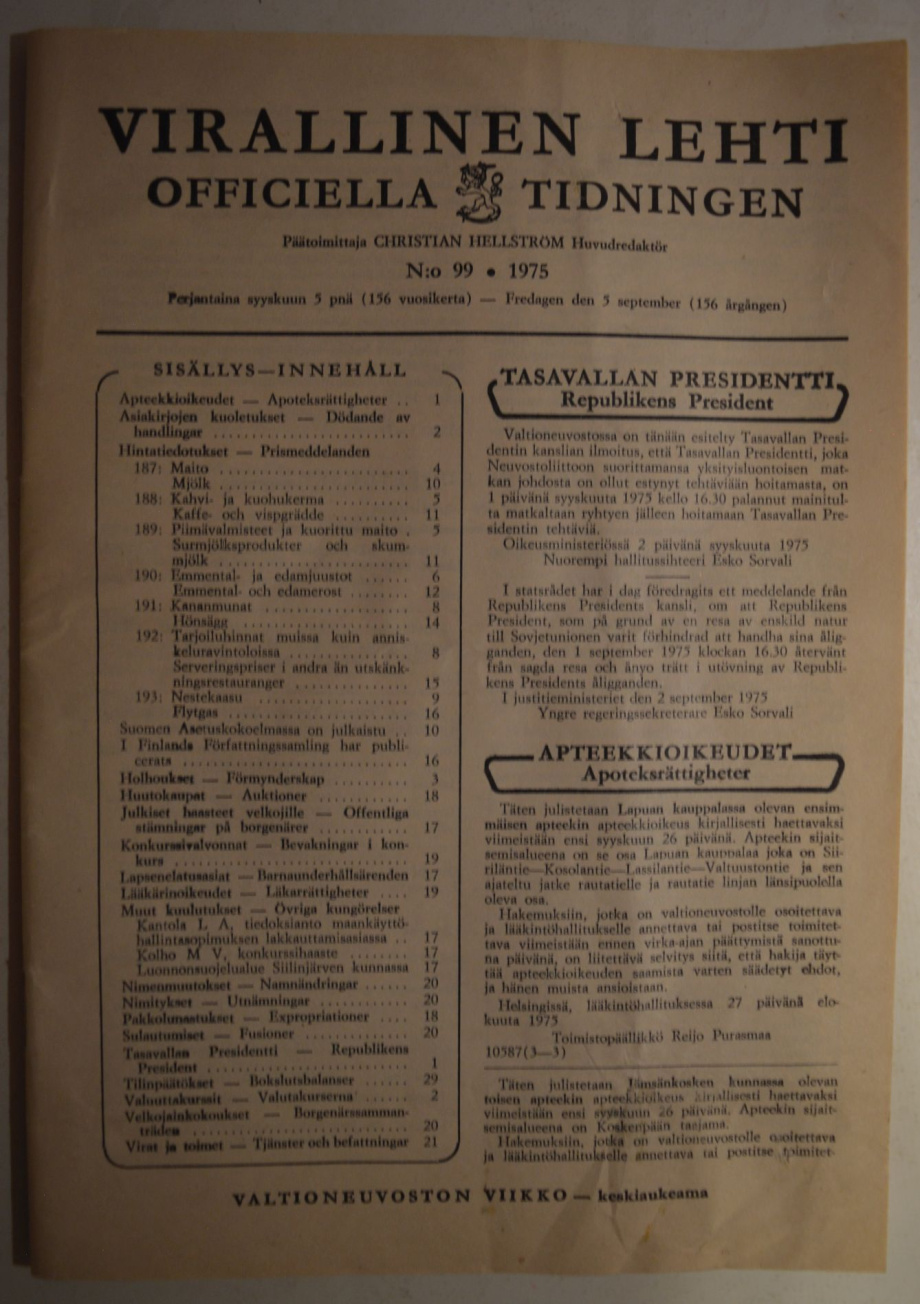 VIRALLINEN LEHTI
OFFICIELLA TIDNINGEN
Päätoimittaja CHRISTIAN HELLSTRÖM Huvudredaktör
N:o 99 • 1975
Perjantaina syyskuun 5 pnä (156 vuosikerta) — Fredagen den 5 september (156 årgången)
SISÄLLYS—INNEHÅLL
Apteekkioikeudet — Apoteksrättigheter .. 1
Asiakirjojen kuoletukset — Dödande av
handlingar ........................ 2
Hintatiedotukset — Prismeddelanden
187: Maito ........................ 4
Mjölk ........................ 10
188: Kahvi- ja kuohukerma .......... 5
Kaffe- och vispgrädde .......... 11
189: Piimävalmisteet ja kuorittu maito . 5
Surmjölksprodukter och skum-
mjölk ........................ 11
190: Emmental- ja edamjuustot ...... 6
Emmental- och edamerost ........ 12
191: Kananmunat .................. 8
Hönsägg ...................... 14
192: Tarjoiluhinnat muissa kuin annis-
keluravintoloissa ................ 8
Serveringspriser i andra än utskänk-
ningsrestauranger .............. 15
193: Nestekaasu .................... 9
Flytgas ........................ 16
Suomen Asetuskokoelmassa on julkaistu .. 10
I Finlands Författningssamling har publi-
cerats ............................ 16
Holhoukset — Förmynderskap .......... 3
Huutokaupat — Auktioner ............ 18
Julkiset haasteet velkojille — Offentliga
stämningar på borgenärer ............ 17
Konkurssivalvonnat — Bevakningar i kon-
kurs .............................. 19
Lapsenelatusasiat —Barnaunderhållsärenden 17
Lääkärinoikeudet — Läkarrättigheter .... 19
Muut kuulutukset — Övriga kungörelser
Kantola L A, tiedoksianto maankäyttö-
hallintasopimuksen lakkauttamisasiassa .. 17
Kolho M V, konkurssihaaste ........ 17
Luonnonsuojelualue Siilinjärven kunnassa 17
Nimenmuutokset — Namnändringar ...... 20
Nimitykset — Utnämningar ............ 20
Pakkolunastukset — Expropriationer .... 18
Sulautumiset — Fusioner .............. 20
Tasavallan Presidentti — Republikens
President .......................... 1
Tilinpäätökset — Bokslutsbalanser ...... 29
Valuuttakurssit — Valutakurserna ...... 2
Velkojainkokoukset — Borgenärssamman-
träden ............................ 20
Virat ja toimet — Tjänster och befattningar 21
TASAVALLAN PRESIDENTTI
Republikens President
Valtioneuvostossa on tänään esitelty Tasavallan Presi-
dentin kanslian ilmoitus, että Tasavallan Presidentti, joka
Neuvostoliittoon suorittamansa yksityisluontoisen mat-
kan johdosta on ollut estynyt tehtäviään hoitamasta, on
1 päivänä syyskuuta 1975 kello 16.30 palannut mainitul-
ta matkaltaan ryhtyen jälleen hoitamaan Tasavallan Pre-
sidentin tehtäviä.
Oikeusministeriössä 2 päivänä syyskuuta 1975
Nuorempi hallitussihteeri Esko Sorvali
I statsrådet har i dag föredragits ett meddelande från
Republikens Presidents kansli, om att Republikens
President, som på grund av en resa av enskild natur
till Sovjetunionen varit förhindrad att handha sina ålig-
ganden, den 1 september 1975 klockan 16.30 återvänt
från sagda resa och ånyo trätt i utövning av Republi-
kens Presidents åligganden.
I justitieministeriet den 2 september 1975
Yngre regeringssekreterare Esko Sorvali
APTEEKKIOIKEUDET
Apoteksrättigheter
Täten julistetaan Lapuan kauppalassa olevan ensim-
mäisen apteekin apteekkioikeus kirjallisesti haettavaksi
viimeistään ensi syyskuun 26 päivänä. Apteekin sijait-
semisalueena on se osa Lapuan kauppalaa joka on Sii-
riläntie—Kosolantie—Lassilantie—Valtuustontie ja sen
ajateltu jatke rautatielle ja rautatie linjan länsipuolella
oleva osa.
Hakemuksiin, jotka on valtioneuvostolle osoitettava
ja lääkintöhallitukselle annettava tai postitse toimitet-
tava viimeistään ennen virka-ajan päättymistä sanottu-
na päivänä, on liitettävä selvitys siitä, että hakija täyt-
tää apteekkioikeuden saamista varten säädetyt ehdot,
ja hänen muista ansioistaan.
Helsingissä, lääkintöhallituksessa 27 päivänä elo-
kuuta 1975
Toimistopäällikkö Reijo Purasmaa
10587(3—3)
Täten julistetaan Jämsänkosken kunnassa olevan
toisen apteekin apteekkioikeus kirjallisesti haettavaksi
viimeistään ensi syyskuun 26 päivänä. Apteekin sijait-
semisalueena on Koskenpään taajama.
Hakemuksiin, jotka on valtioneuvostolle osoitettava
ja lääkintöhallitukselle annettava tai postitse toimitet-
VALTIONEUVOSTON VIIKKO — keskiaukeama